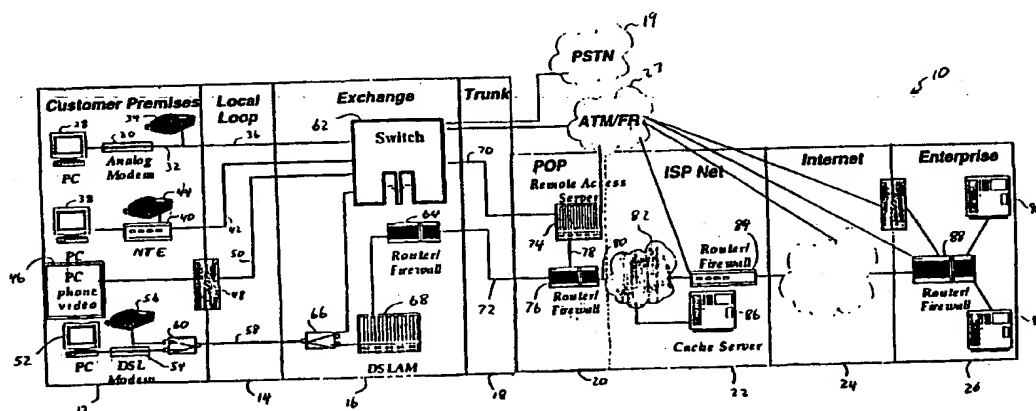 19
PSTN
27
10
Customer Premises
Local Loop
Exchange
Trunk
ATM/FR
34
28
30
62
Switch
36
70
POP
ISP Net
Internet
Enterprise
PC
Analog Modem
32
Remote Access Server
44
38
40
42
64
74
82
84
PC
NTE
50
78
80
Router/ Firewall
88
46
PC phone video
48
Router/ Firewall
68
72
76
Router/ Firewall
86
Router/ Firewall
56
60
66
58
Cache Server
52
PC
DSL Modem
54
DSLAM
12
14
16
18
20
22
24
26